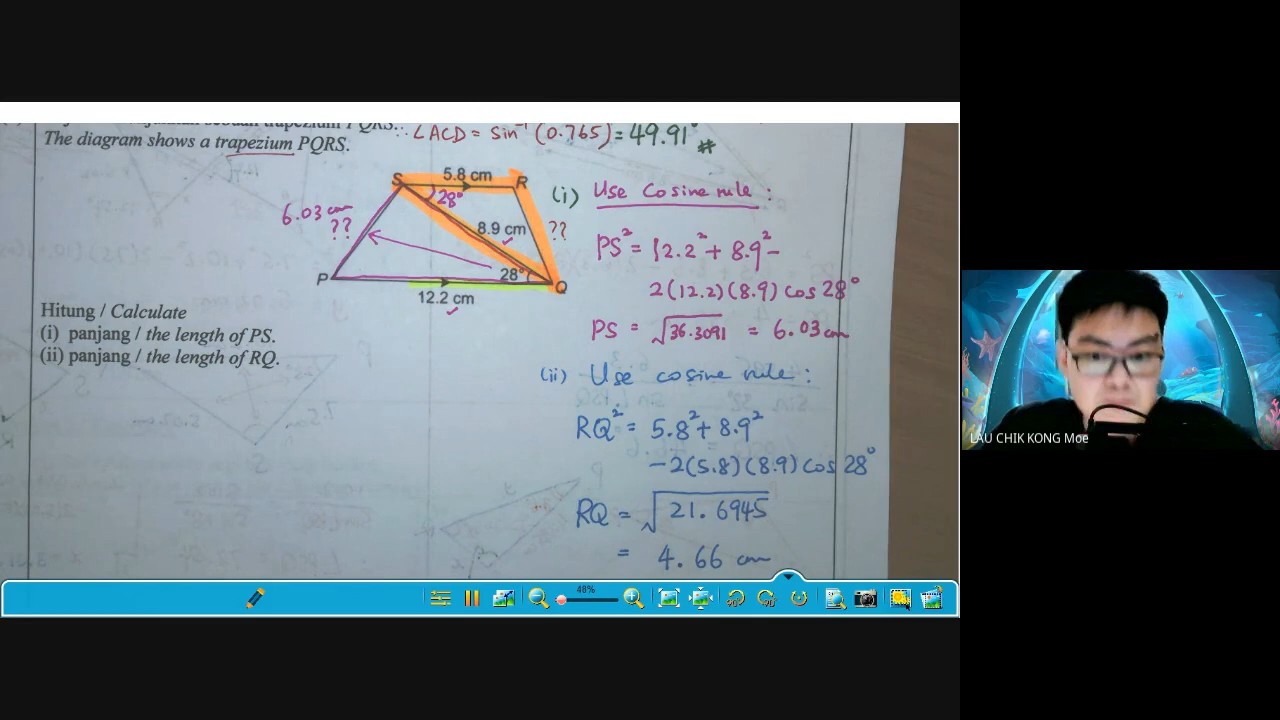 The diagram shows a trapezium PQRS.
∴ ∠ACD = sin⁻¹ (0.765) = 49.91° #
S 5.8 cm R
28°
6.03 cm
??
8.9 cm ??
P 28° Q
12.2 cm
Hitung / Calculate
(i) panjang / the length of PS.
(ii) panjang / the length of RQ.
(i) Use Cosine rule :
PS² = 12.2² + 8.9² −
2(12.2)(8.9) cos 28°
PS = √36.3091 = 6.03 cm
(ii) Use cosine rule :
RQ² = 5.8² + 8.9²
−2(5.8)(8.9) cos 28°
RQ = √21.6945
= 4.66 cm
48%
LAU CHIK KONG Moe